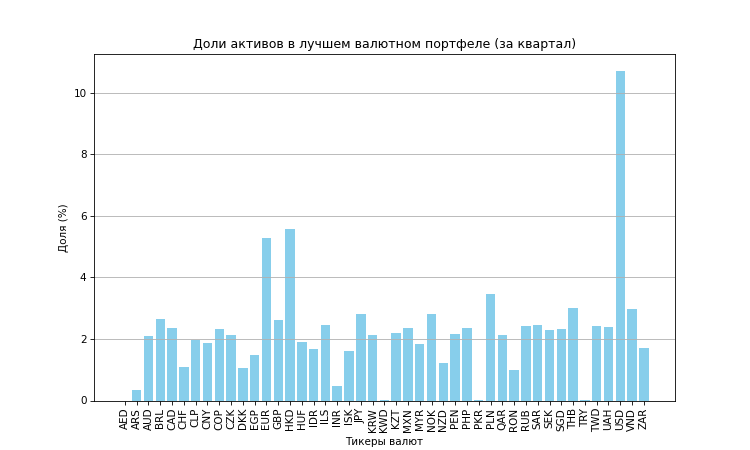 Доли активов в лучшем валютном портфеле (за квартал)
Доля (%)
10
8
6
4
2
0
AED ARS AUD BRL CAD CHF CLP CNY COP CZK DKK EGP EUR GBP HKD HUF IDR ILS INR ISK JPY KRW KWD KZT MXN MYR NOK NZD PEN PHP PKR PLN QAR RON RUB SAR SEK SGD THB TRY TWD UAH USD VND ZAR
Тикеры валют